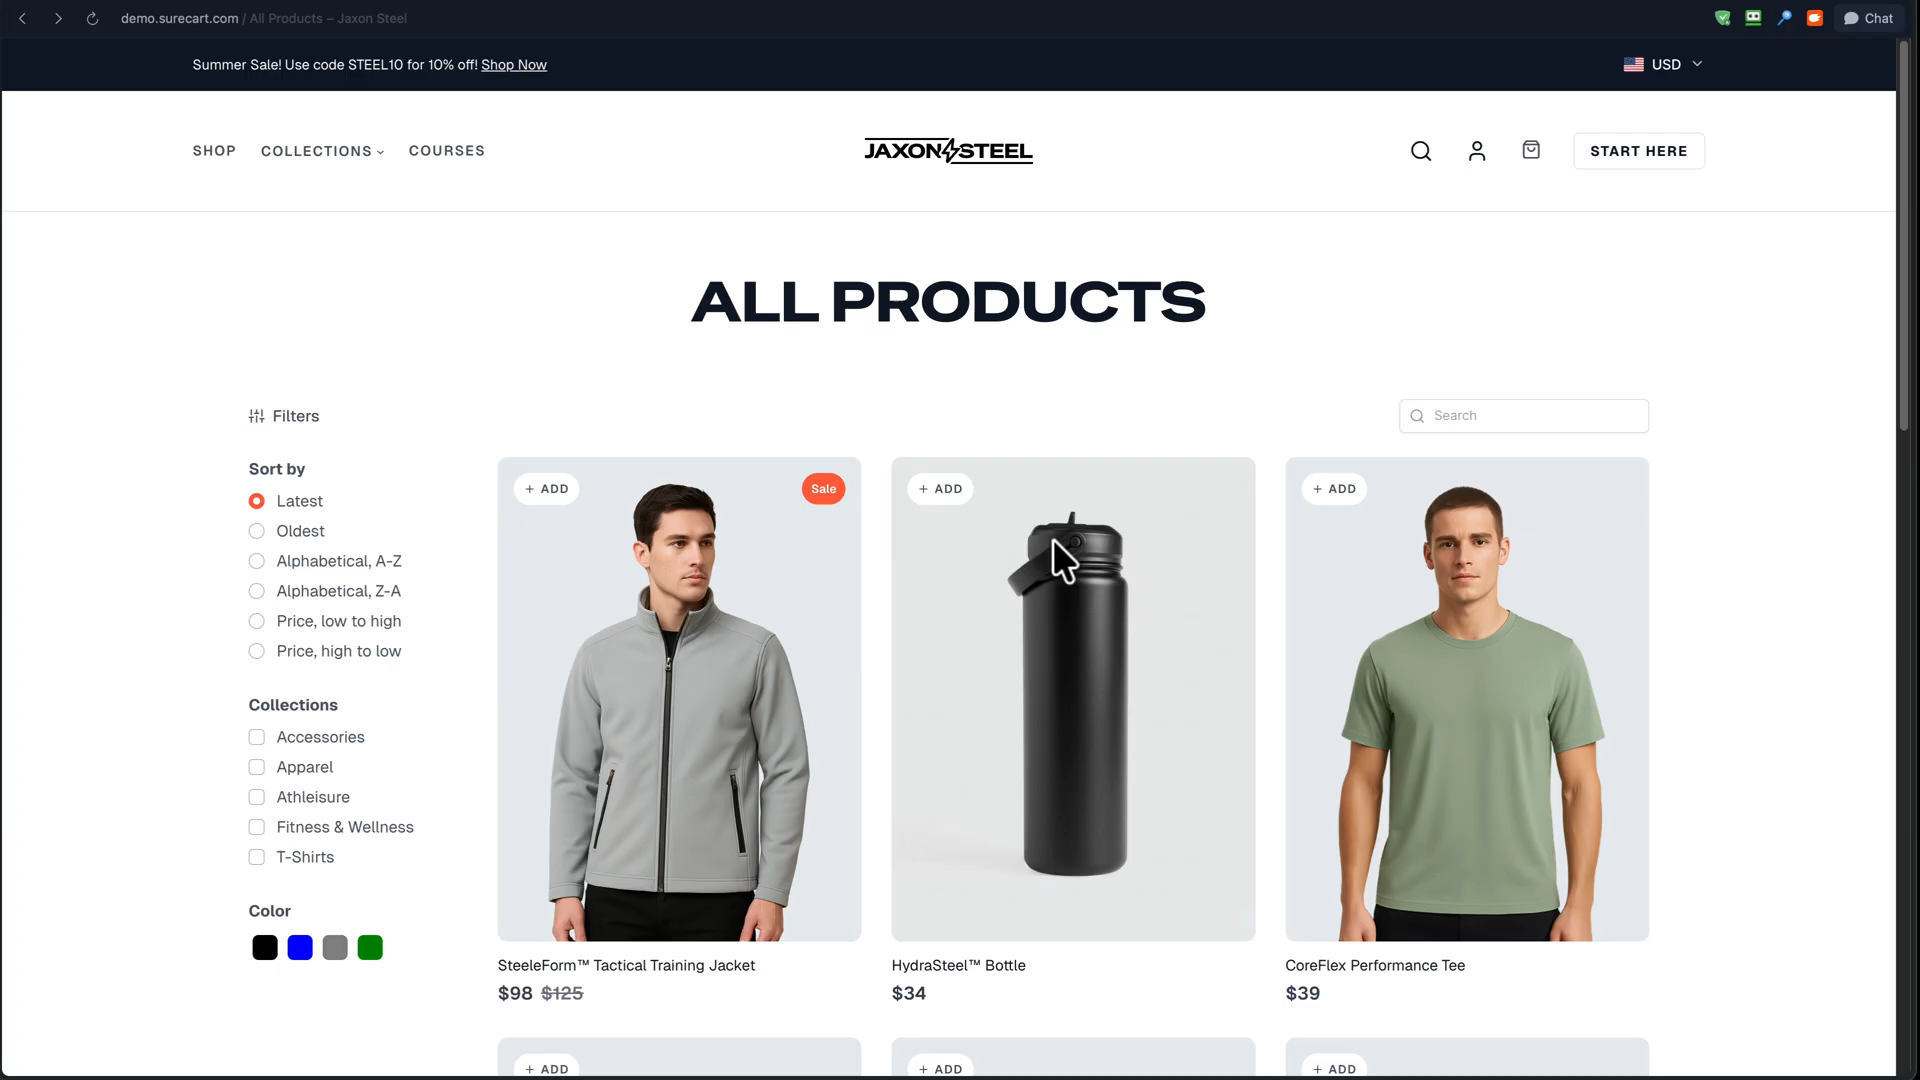 demo.surecart.com / All Products – Jaxon Steel
Chat
Summer Sale! Use code STEEL10 for 10% off! Shop Now
USD
SHOP
COLLECTIONS
COURSES
JAXON STEEL
START HERE
ALL PRODUCTS
Filters
Search
Sort by
Latest
Oldest
Alphabetical, A-Z
Alphabetical, Z-A
Price, low to high
Price, high to low
Collections
Accessories
Apparel
Athleisure
Fitness & Wellness
T-Shirts
Color
+ ADD
Sale
SteeleForm™ Tactical Training Jacket
$98 $125
+ ADD
HydraSteel™ Bottle
$34
+ ADD
CoreFlex Performance Tee
$39
+ ADD
+ ADD
+ ADD